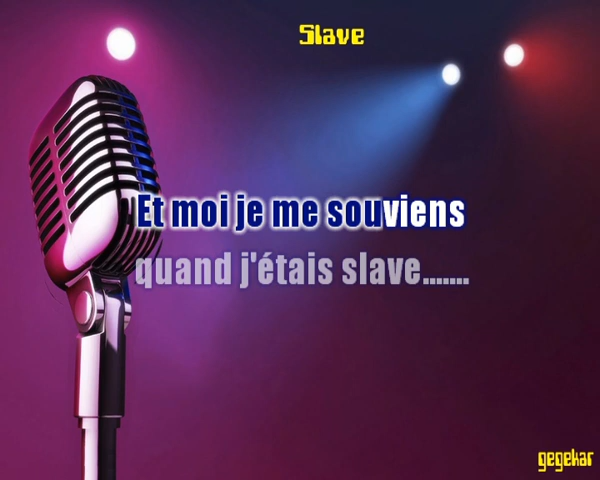 Slave
Et moi je me souviens
quand j'étais slave.......
gegekar